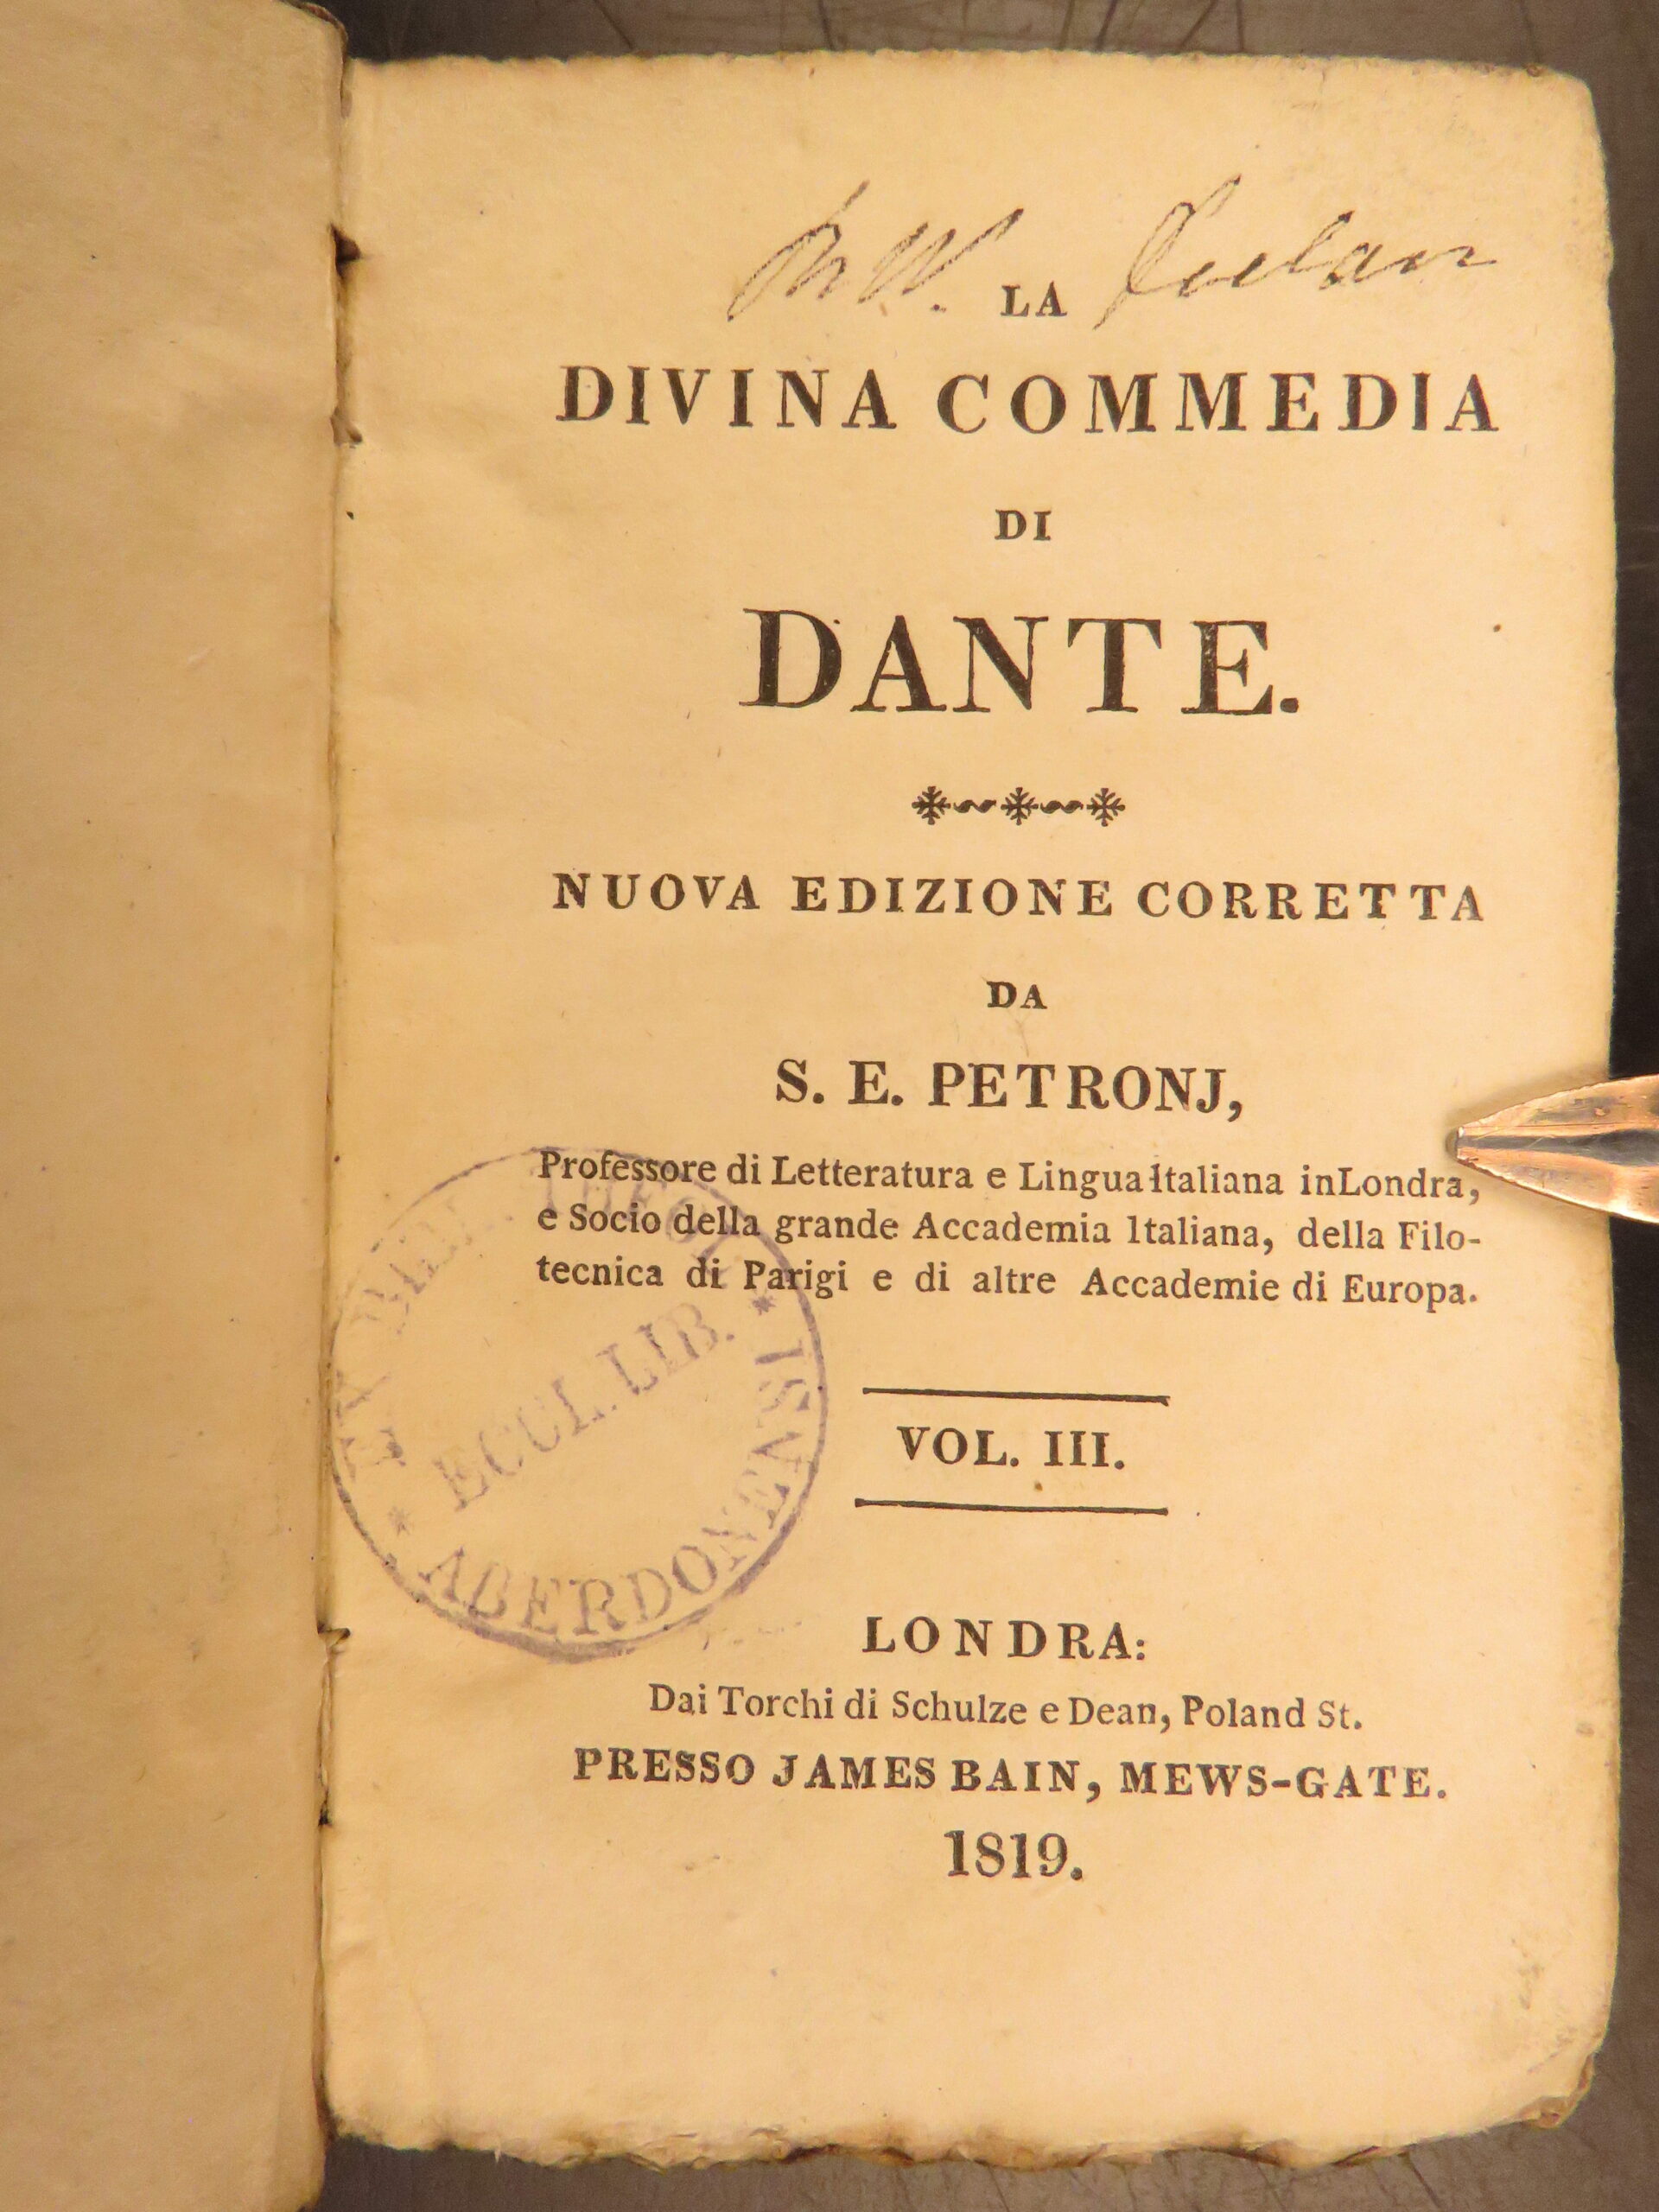 LA
DIVINA COMMEDIA
DI
DANTE.
NUOVA EDIZIONE CORRETTA
DA
S. E. PETRONJ,
Professore di Letteratura e Lingua Italiana in Londra,
e Socio della grande Accademia Italiana, della Filo-
tecnica di Parigi e di altre Accademie di Europa.
ECCL. LIB.
ABERDONENSI
VOL. III.
LONDRA:
Dai Torchi di Schulze e Dean, Poland St.
PRESSO JAMES BAIN, MEWS-GATE.
1819.